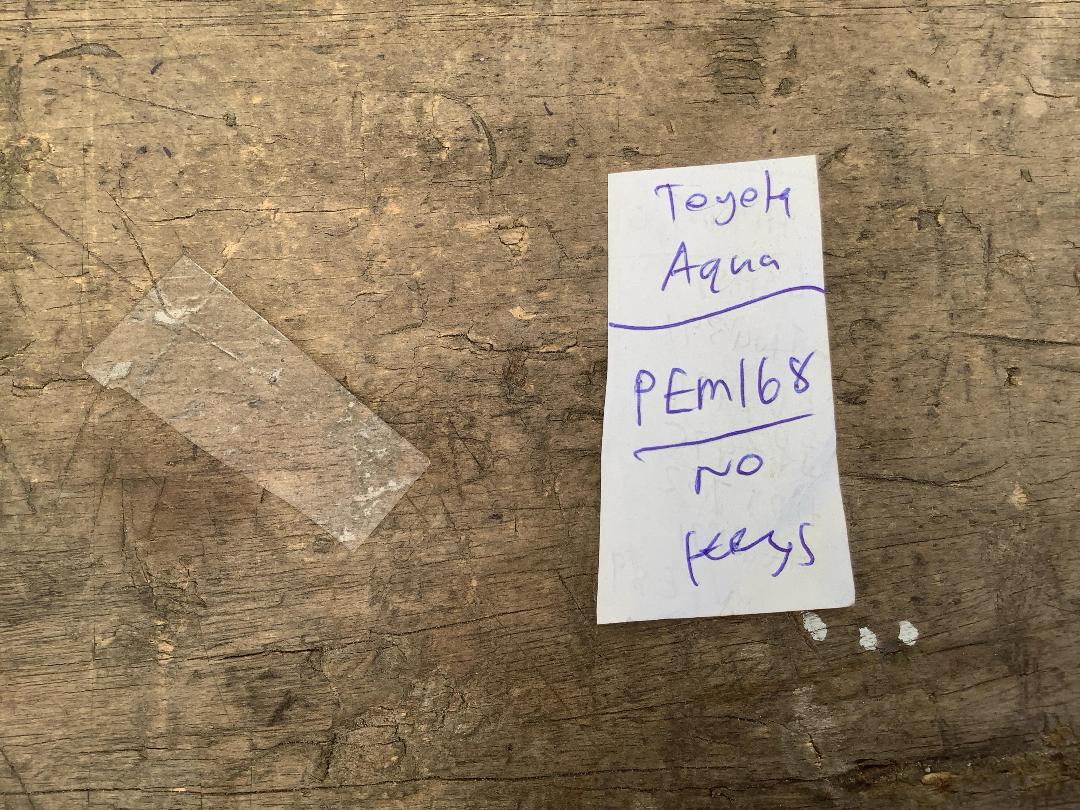 Toyota
Aqua
PEM168
NO
keys